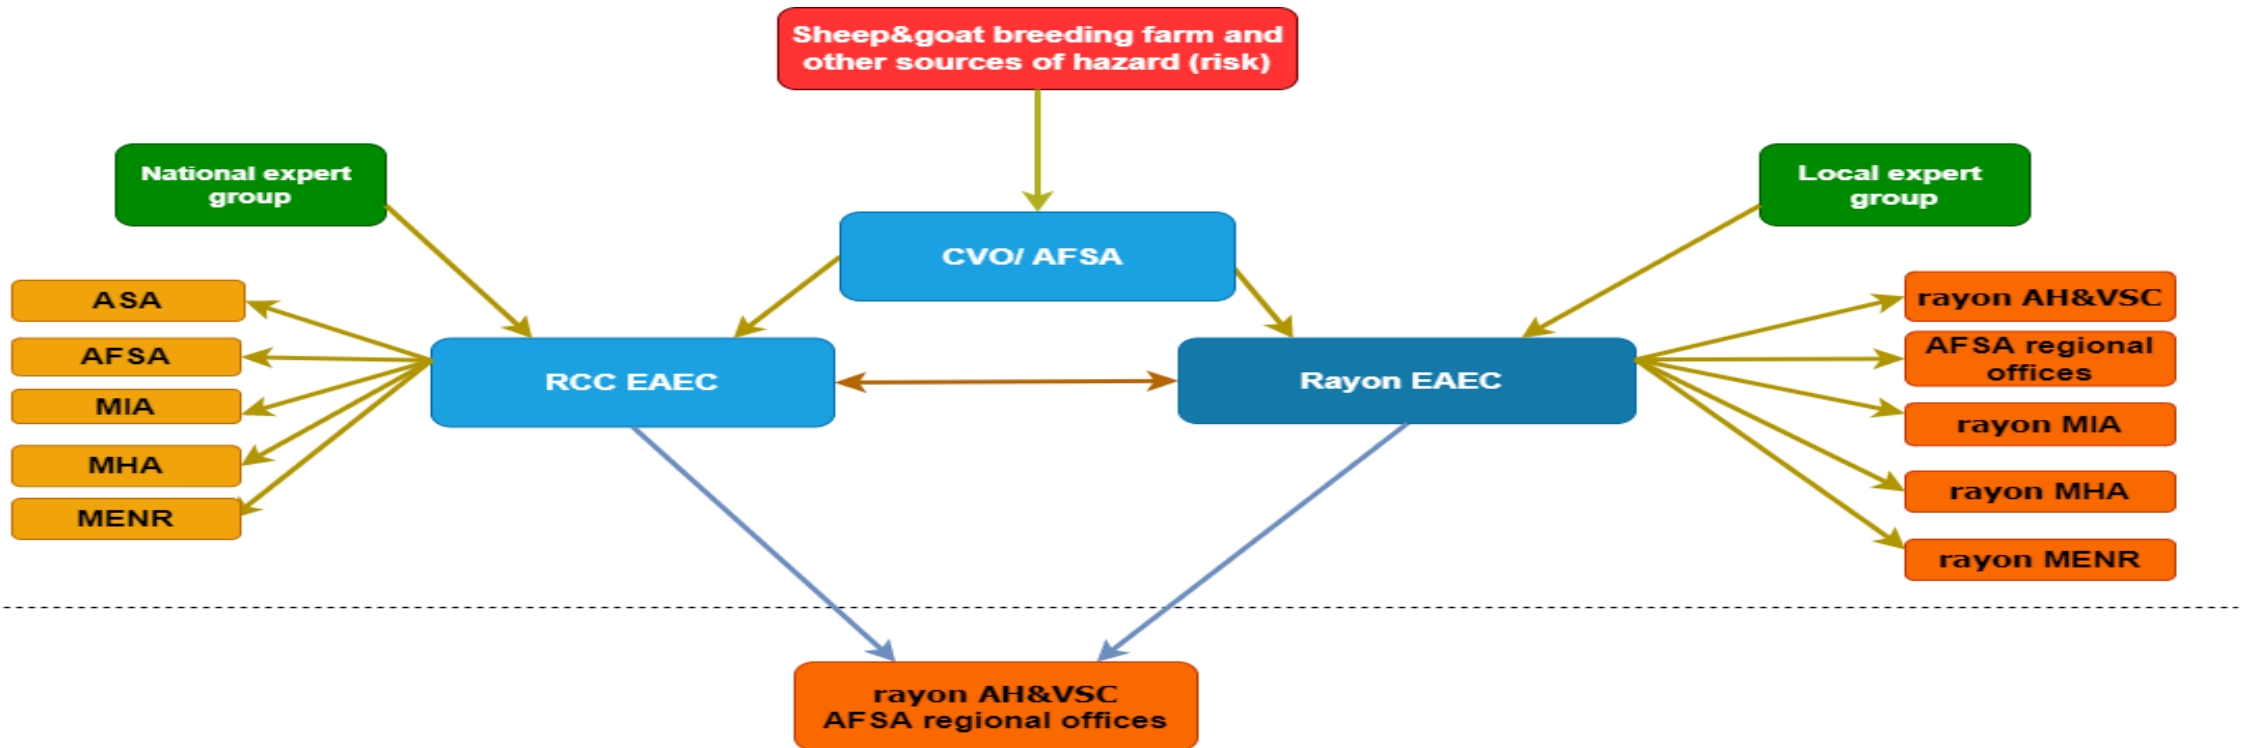 Sheep&goat breeding farm and
other sources of hazard (risk)
National expert
group
Local expert
group
CVO/ AFSA
ASA
AFSA
MIA
MHA
MENR
RCC EAEC
Rayon EAEC
rayon AH&VSC
AFSA regional
offices
rayon MIA
rayon MHA
rayon MENR
rayon AH&VSC
AFSA regional offices